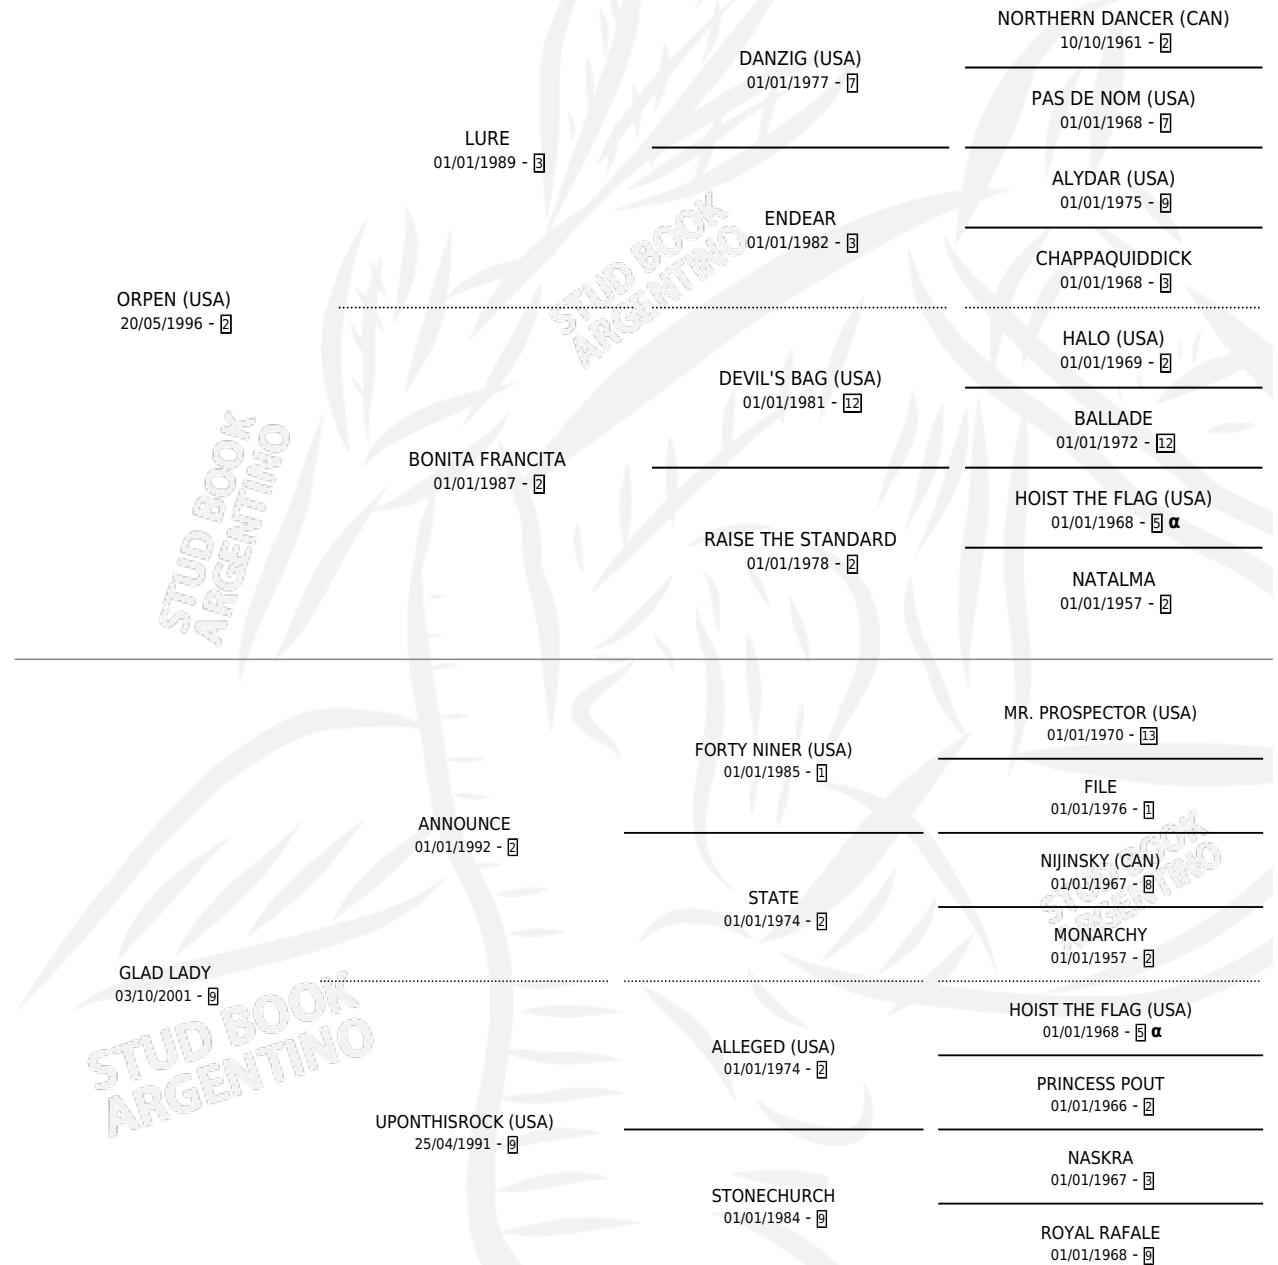 NORTHERN DANCER (CAN)
10/10/1961 - 2
DANZIG (USA)
01/01/1977 - 7
PAS DE NOM (USA)
01/01/1968 - 7
LURE
01/01/1989 - 3
ALYDAR (USA)
01/01/1975 - 9
ENDEAR
01/01/1982 - 3
CHAPPAQUIDDICK
01/01/1968 - 3
STUD BOOK
ARGENTINO
ORPEN (USA)
20/05/1996 - 2
HALO (USA)
01/01/1969 - 2
DEVIL'S BAG (USA)
01/01/1981 - 12
BALLADE
01/01/1972 - 12
BONITA FRANCITA
01/01/1987 - 2
HOIST THE FLAG (USA)
01/01/1968 - 5 α
RAISE THE STANDARD
01/01/1978 - 2
NATALMA
01/01/1957 - 2
STUD BOOK
ARGENTINO
MR. PROSPECTOR (USA)
01/01/1970 - 13
FORTY NINER (USA)
01/01/1985 - 1
FILE
01/01/1976 - 1
ANNOUNCE
01/01/1992 - 2
NIJINSKY (CAN)
01/01/1967 - 8
STATE
01/01/1974 - 2
MONARCHY
01/01/1957 - 2
STUD BOOK
ARGENTINO
GLAD LADY
03/10/2001 - 9
HOIST THE FLAG (USA)
01/01/1968 - 5 α
ALLEGED (USA)
01/01/1974 - 2
PRINCESS POUT
01/01/1966 - 2
STUD BOOK
ARGENTINO
UPONTHISROCK (USA)
25/04/1991 - 9
NASKRA
01/01/1967 - 3
STONECHURCH
01/01/1984 - 9
ROYAL RAFALE
01/01/1968 - 9